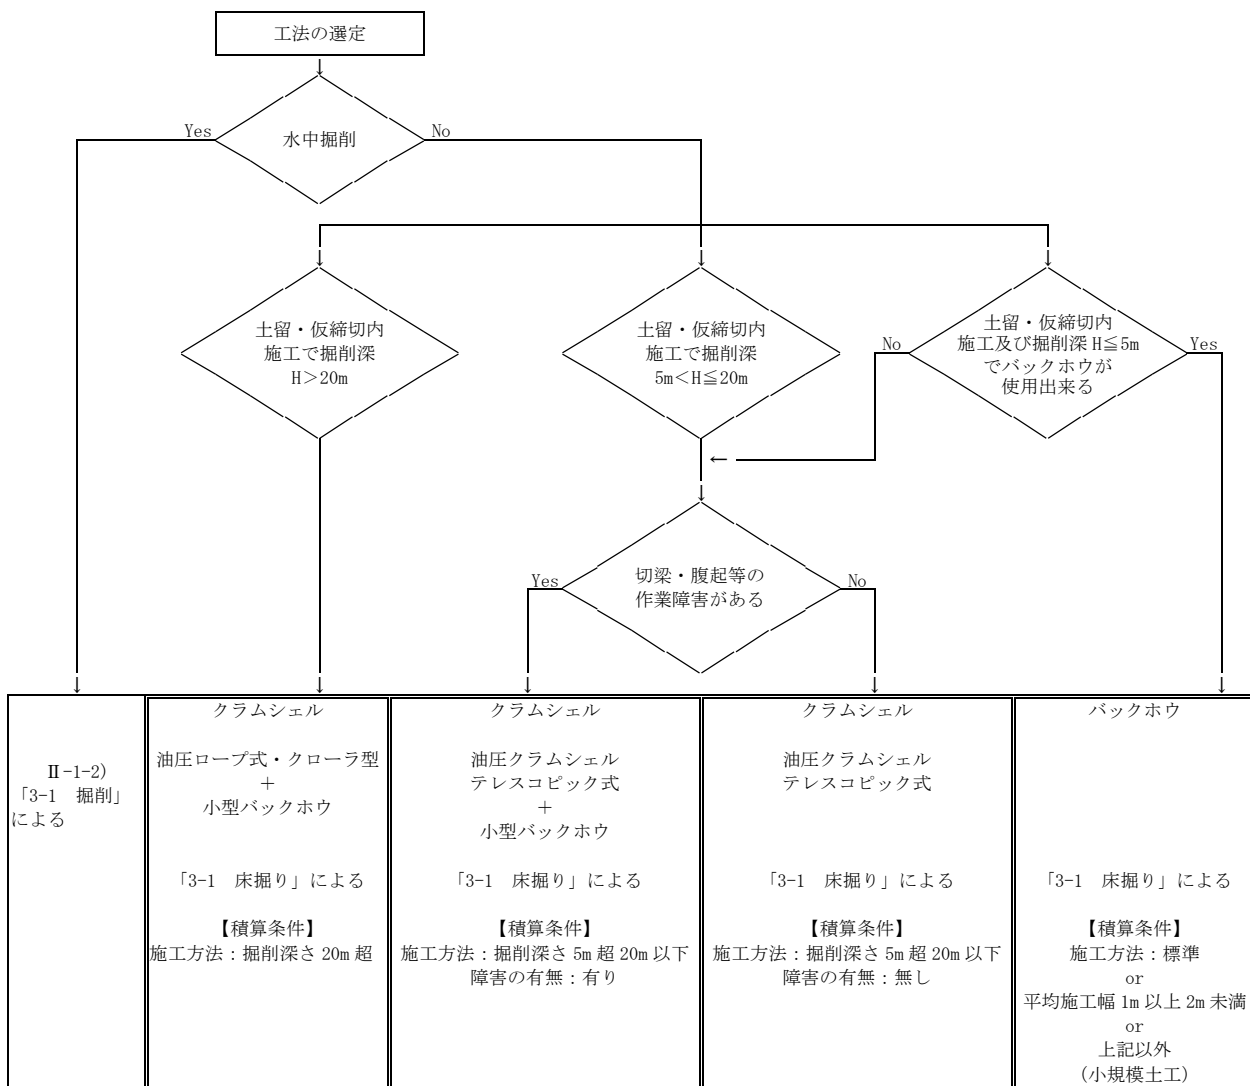 工法の選定
↓
Yes
水中掘削
No
↓
↓
↓
土留・仮締切内
施工で掘削深
H＞20m
土留・仮締切内
施工で掘削深
5m＜H≦20m
No
土留・仮締切内
施工及び掘削深 H≦5m
でバックホウが
使用出来る
Yes
←
↓
Yes
切梁・腹起等の
作業障害がある
No
↓
↓
↓
↓
↓
Ⅱ-1-2)
「3-1　掘削」
による
クラムシェル
油圧ロープ式・クローラ型
＋
小型バックホウ
「3-1　床掘り」による
【積算条件】
施工方法：掘削深さ 20m 超
クラムシェル
油圧クラムシェル
テレスコピック式
＋
小型バックホウ
「3-1　床掘り」による
【積算条件】
施工方法：掘削深さ 5m 超 20m 以下
障害の有無：有り
クラムシェル
油圧クラムシェル
テレスコピック式
「3-1　床掘り」による
【積算条件】
施工方法：掘削深さ 5m 超 20m 以下
障害の有無：無し
バックホウ
「3-1　床掘り」による
【積算条件】
施工方法：標準
or
平均施工幅 1m 以上 2m 未満
or
上記以外
(小規模土工)